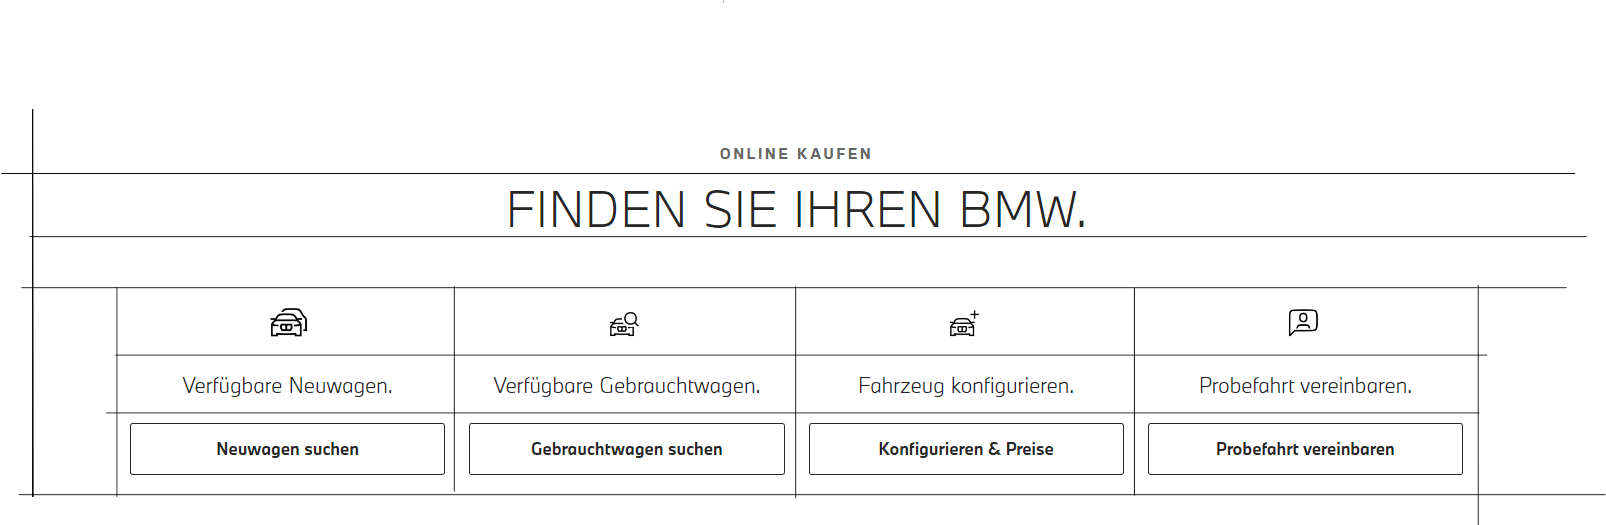 ONLINE KAUFEN
FINDEN SIE IHREN BMW.
Verfügbare Neuwagen.
Verfügbare Gebrauchtwagen.
Fahrzeug konfigurieren.
Probefahrt vereinbaren.
Neuwagen suchen
Gebrauchtwagen suchen
Konfigurieren & Preise
Probefahrt vereinbaren